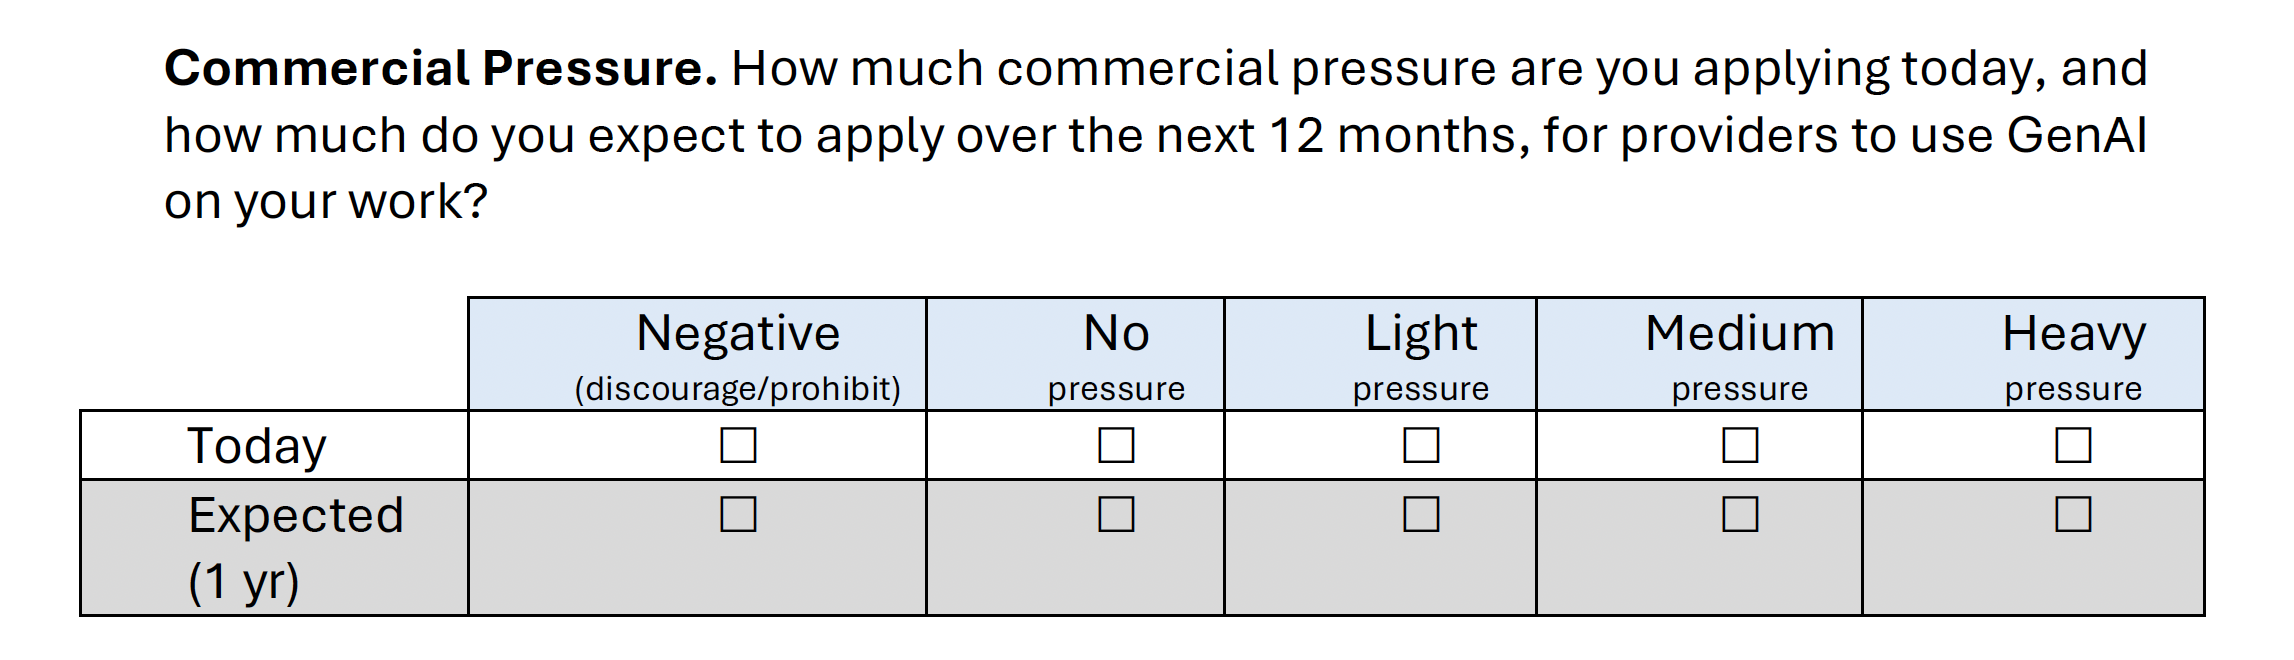 Commercial Pressure. How much commercial pressure are you applying today, and
how much do you expect to apply over the next 12 months, for providers to use GenAI
on your work?
Negative No Light Medium Heavy
(discourage/prohibit) pressure pressure pressure pressure
Today ☐ ☐ ☐ ☐ ☐
Expected ☐ ☐ ☐ ☐ ☐
(1 yr)